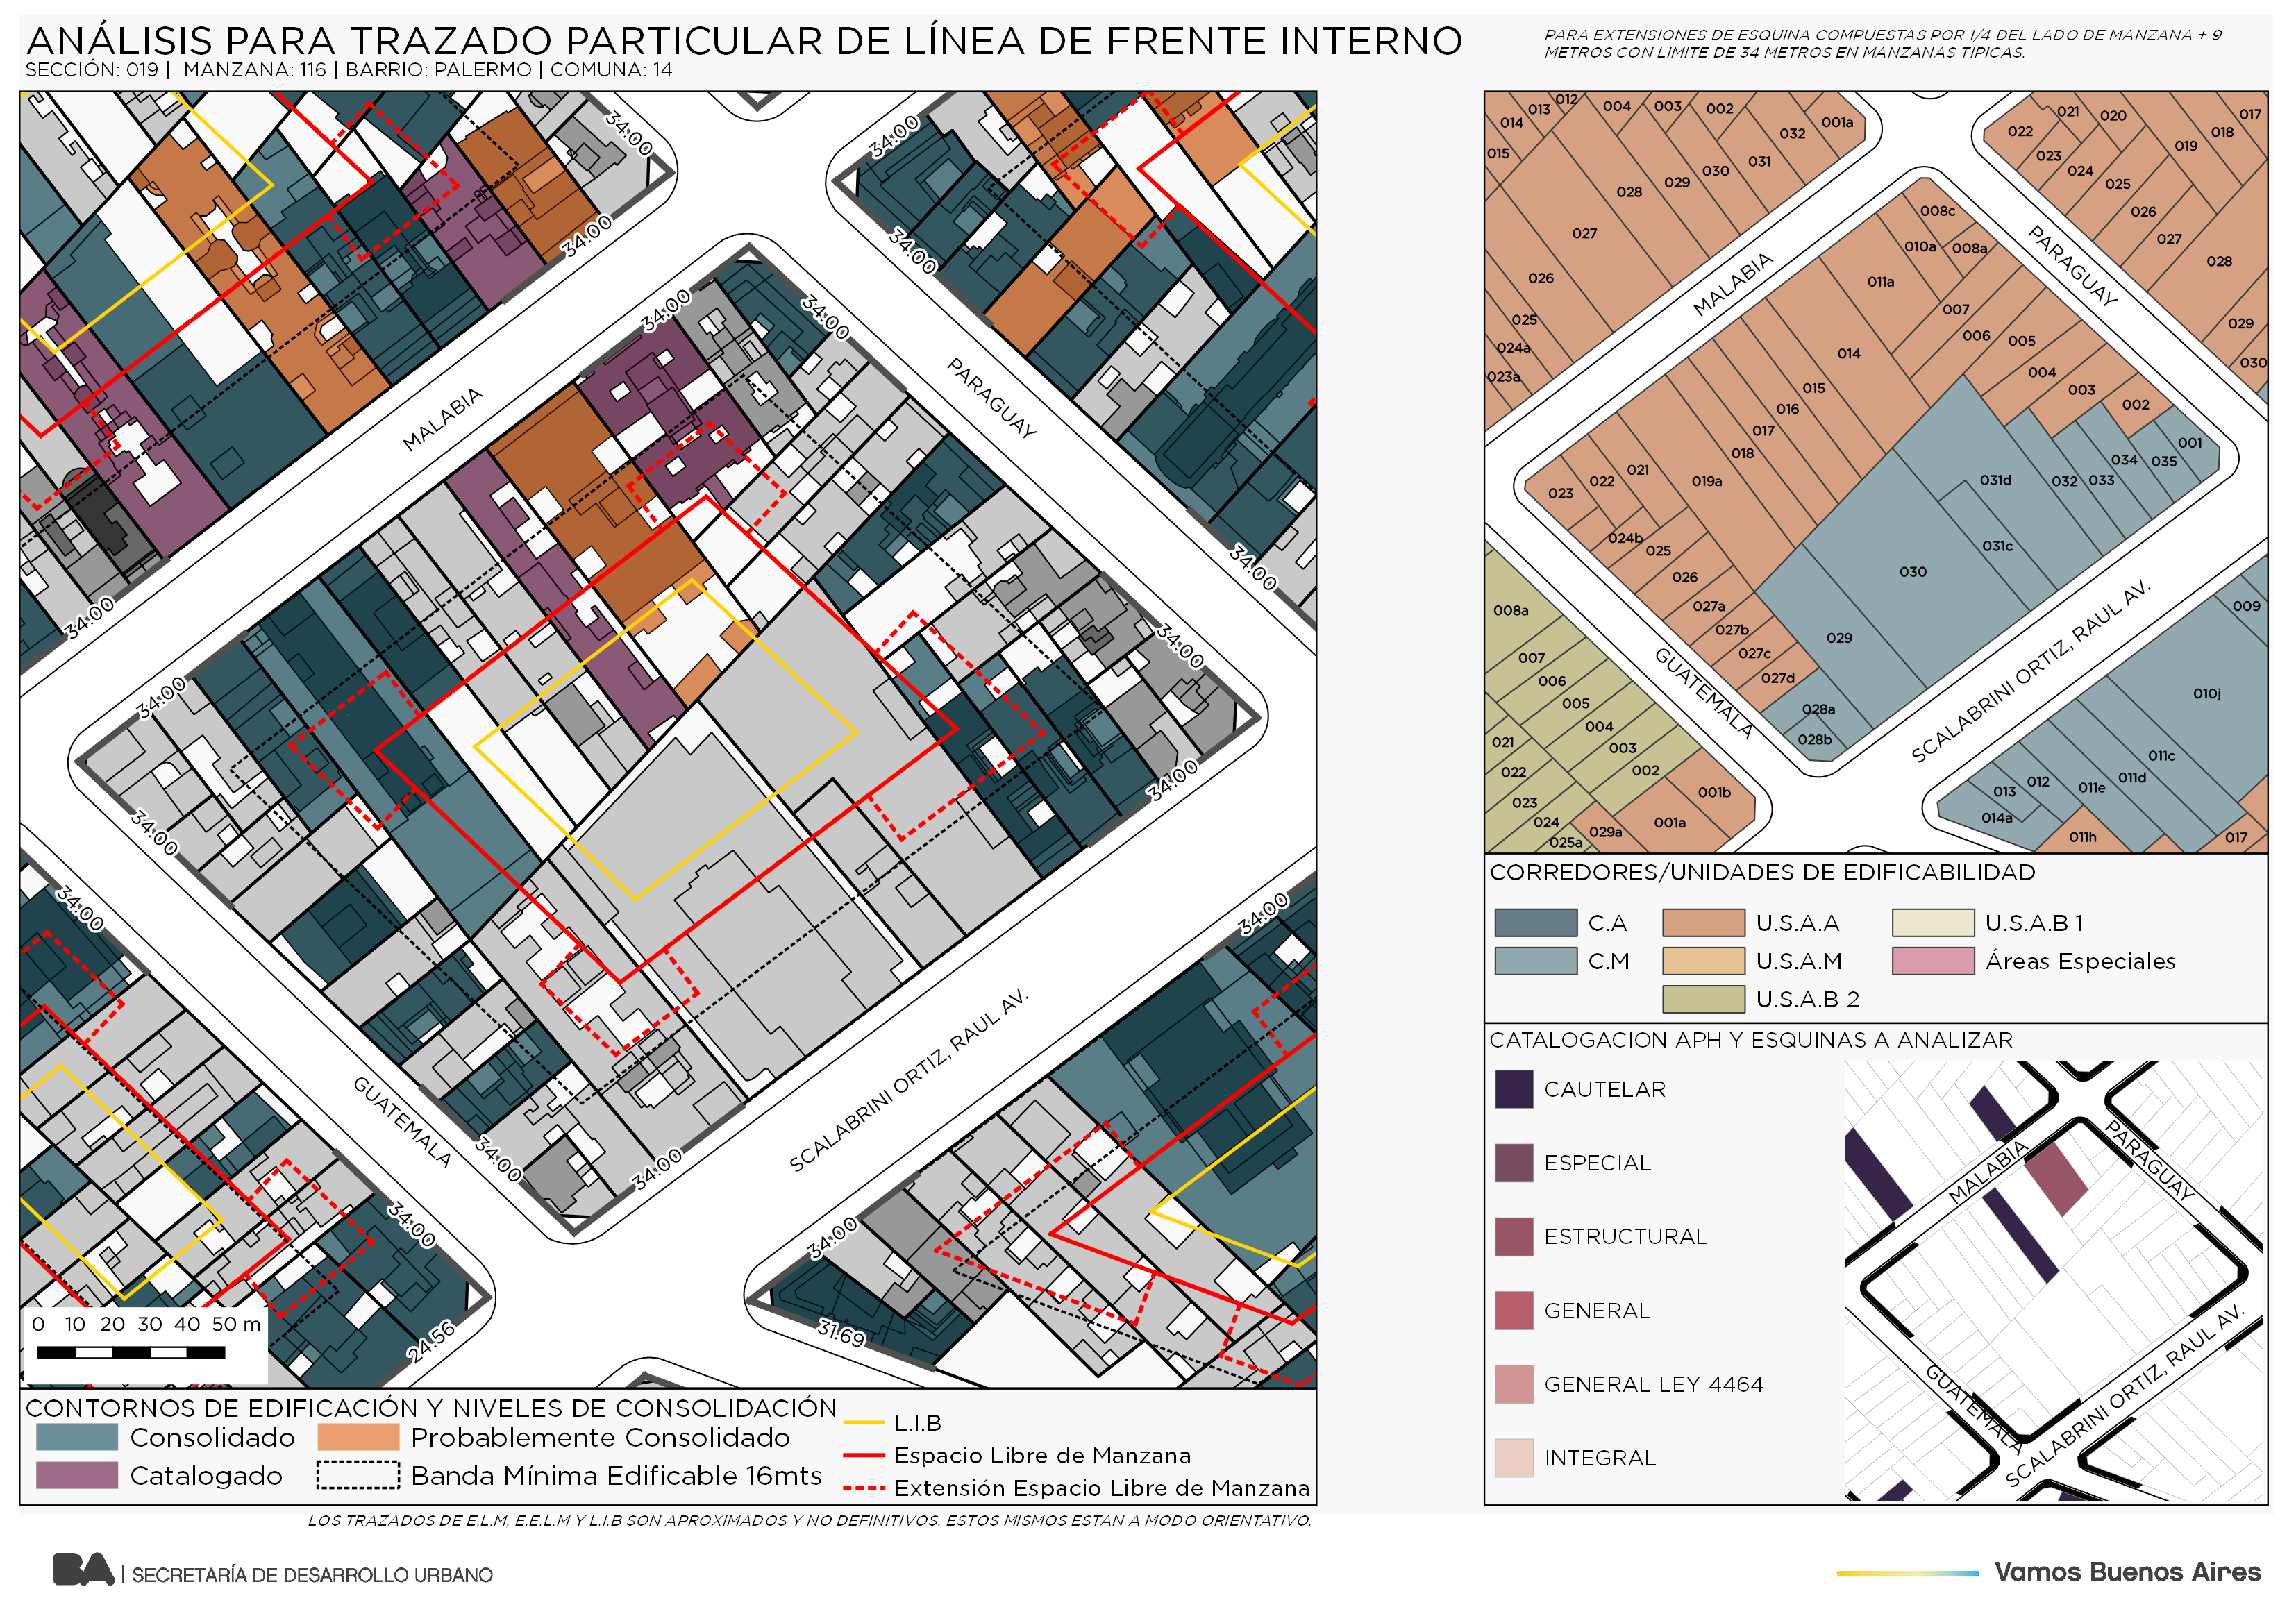 ANÁLISIS PARA TRAZADO PARTICULAR DE LÍNEA DE FRENTE INTERNO
SECCIÓN: 019 | MANZANA: 116 | BARRIO: PALERMO | COMUNA: 14
PARA EXTENSIONES DE ESQUINA COMPUESTAS POR 1/4 DEL LADO DE MANZANA + 9
METROS CON LIMITE DE 34 METROS EN MANZANAS TIPICAS.
34.00
34.00
34.00
34.00
34.00
34.00
MALABIA
PARAGUAY
34.00
34.00
34.00
34.00
34.00
34.00
34.00
GUATEMALA
34.00
34.00
SCALABRINI ORTIZ, RAUL AV.
34.00
34.00
34.00
24.56
31.69
0 10 20 30 40 50 m
CONTORNOS DE EDIFICACIÓN Y NIVELES DE CONSOLIDACIÓN
Consolidado
Probablemente Consolidado
Catalogado
Banda Mínima Edificable 16mts
L.I.B
Espacio Libre de Manzana
Extensión Espacio Libre de Manzana
LOS TRAZADOS DE E.L.M, E.E.L.M Y L.I.B SON APROXIMADOS Y NO DEFINITIVOS. ESTOS MISMOS ESTAN A MODO ORIENTATIVO.
014 013 012 004 003 002 001a
015 028 029 030 031 032
027
026
025
024a
023a
022 021 020 017
023 019 018
024
025
026
027
028
029
030
MALABIA
PARAGUAY
008c
010a 008a
011a
007
006
005
004
003
002
014
015
016
017
018
019a
021
022
023
024b
025
026
027a
027b
027c
027d
028a
028b
029
030
031d
031c
032
033
034
035
001
GUATEMALA
SCALABRINI ORTIZ, RAUL AV.
008a
007
006
005
004
003
002
001b
001a
021
022
023
024
025a
029a
009
010j
011c
011d
011e
012
013
014a
011h
017
CORREDORES/UNIDADES DE EDIFICABILIDAD
C.A
U.S.A.A
U.S.A.B 1
C.M
U.S.A.M
Áreas Especiales
U.S.A.B 2
CATALOGACION APH Y ESQUINAS A ANALIZAR
CAUTELAR
ESPECIAL
ESTRUCTURAL
GENERAL
GENERAL LEY 4464
INTEGRAL
MALABIA
PARAGUAY
GUATEMALA
SCALABRINI ORTIZ, RAUL AV.
BA | SECRETARÍA DE DESARROLLO URBANO
Vamos Buenos Aires